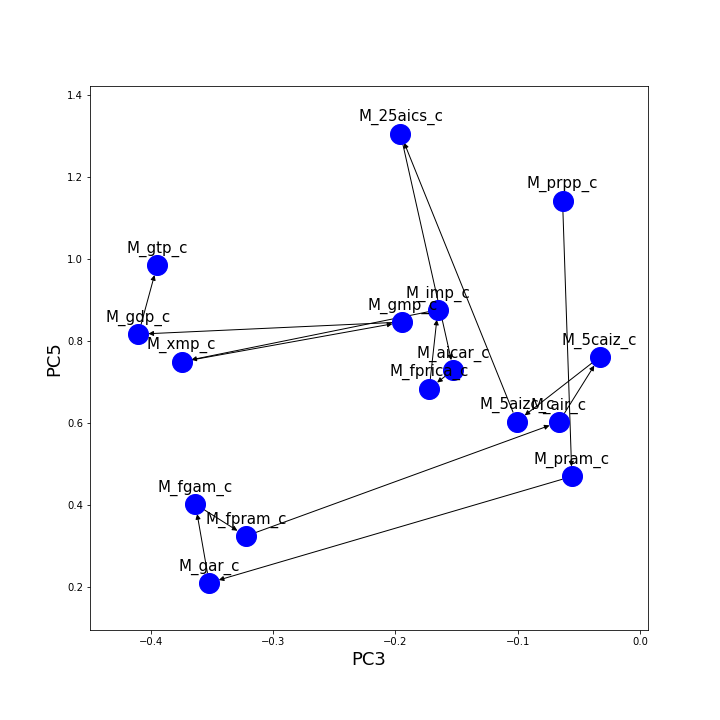 1.4
M_25aics_c
1.2
M_prpp_c
M_gtp_c
1.0
M_imp_c
M_gmp_c
M_gdp_c
0.8
M_xmp_c
M_5caiz_c
M_aicar_c
M_fprica_c
M_5aizc_c
M_air_c
0.6
M_pram_c
M_fgam_c
0.4
M_fpram_c
M_gar_c
0.2
PC5
−0.4
−0.3
−0.2
−0.1
0.0
PC3